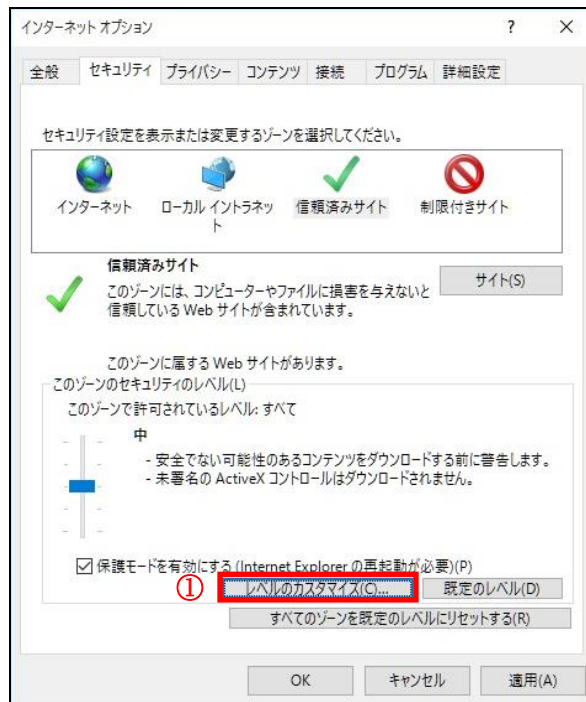 インターネット オプション
? ×
全般 セキュリティ プライバシー コンテンツ 接続 プログラム 詳細設定
セキュリティ設定を表示または変更するゾーンを選択してください。
インターネット ローカル イントラネッ 信頼済みサイト 制限付きサイト
ト
信頼済みサイト
サイト(S)
このゾーンには、コンピューターやファイルに損害を与えないと
信頼している Web サイトが含まれています。
このゾーンに属する Web サイトがあります。
このゾーンのセキュリティのレベル(L)
このゾーンで許可されているレベル: すべて
中
- 安全でない可能性のあるコンテンツをダウンロードする前に警告します。
- 未署名の ActiveX コントロールはダウンロードされません。
保護モードを有効にする (Internet Explorer の再起動が必要)(P)
① レベルのカスタマイズ(C)... 既定のレベル(D)
すべてのゾーンを既定のレベルにリセットする(R)
OK キャンセル 適用(A)